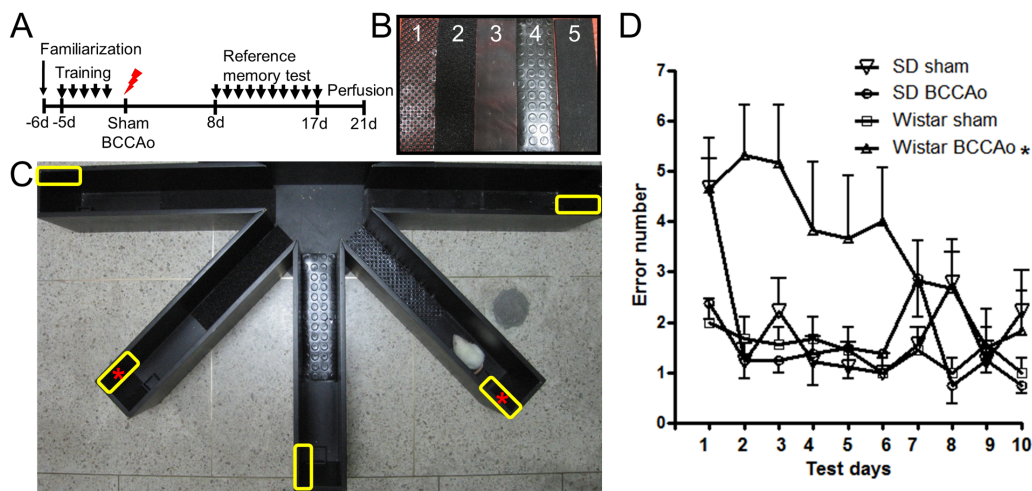 A
Familiarization
Training
Reference
memory test
Perfusion
-6d
-5d
Sham
BCCAo
8d
17d
21d
B
1 2 3 4 5
C
*
*
D
SD sham
SD BCCAo
Wistar sham
Wistar BCCAo *
Error number
7
6
5
4
3
2
1
0
1 2 3 4 5 6 7 8 9 10
Test days